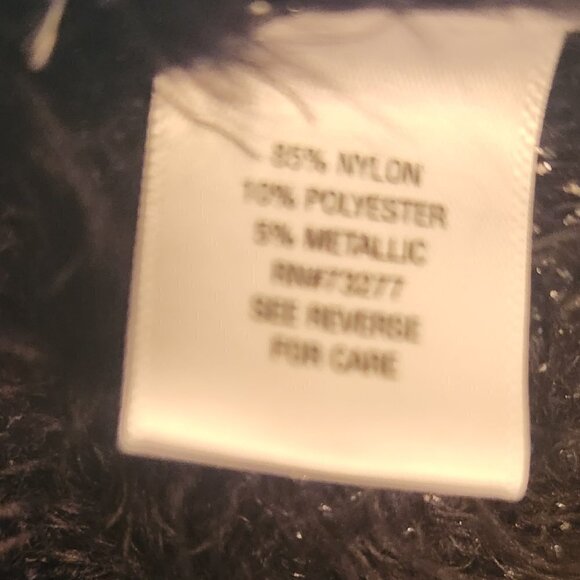 85% NYLON
10% POLYESTER
5% METALLIC
RN#73277
SEE REVERSE
FOR CARE